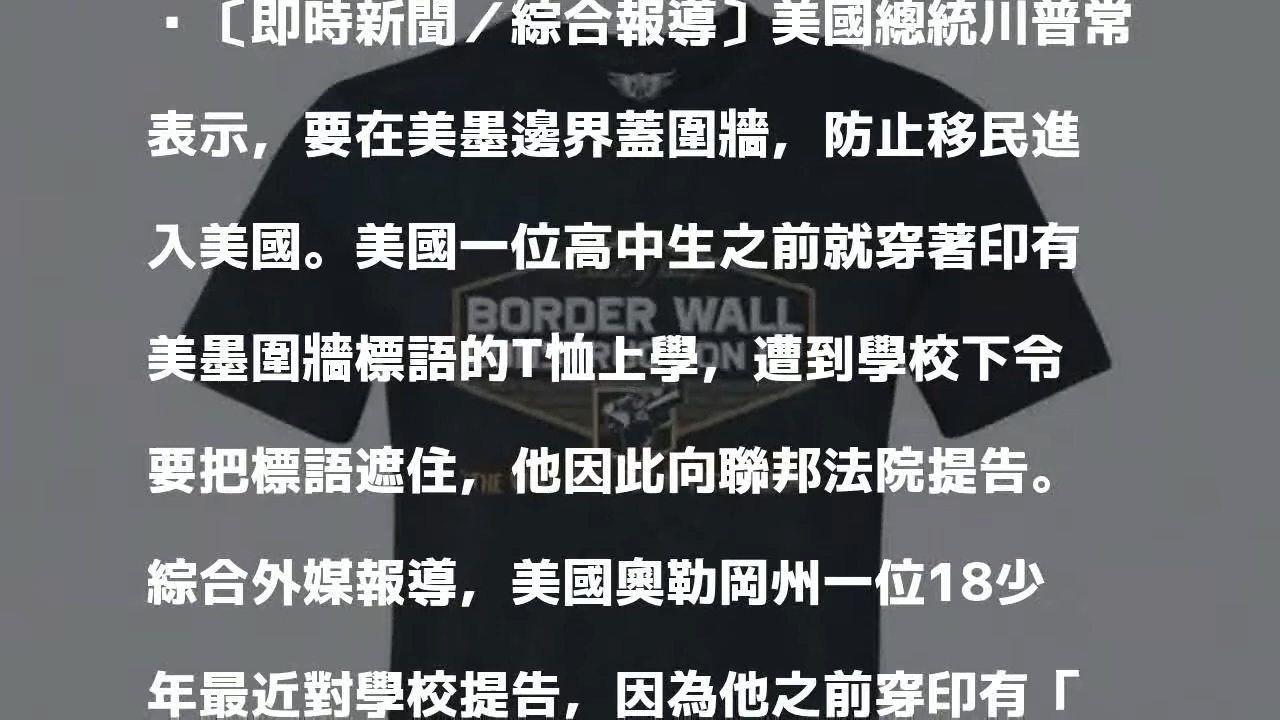 ·〔即時新聞／綜合報導〕美國總統川普常
表示，要在美墨邊界蓋圍牆，防止移民進
入美國。美國一位高中生之前就穿著印有
BORDER WALL
美墨圍牆標語的T恤上學，遭到學校下令
要把標語遮住，他因此向聯邦法院提告。
THE
綜合外媒報導，美國奧勒岡州一位18少
年最近對學校提告，因為他之前穿印有「